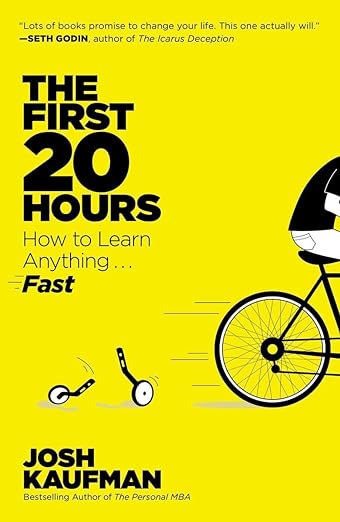 "Lots of books promise to change your life. This one actually will."
—SETH GODIN, author of The Icarus Deception
THE
FIRST
20
HOURS
How to Learn
Anything ...
Fast
JOSH
KAUFMAN
Bestselling Author of The Personal MBA